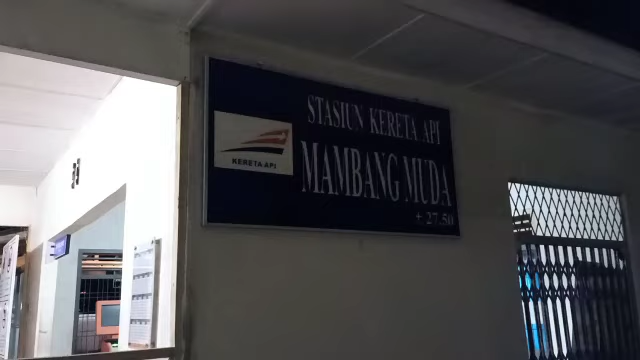 STASIUN KERETA API
KERETA API
MAMBANG MUDA
± 27.50